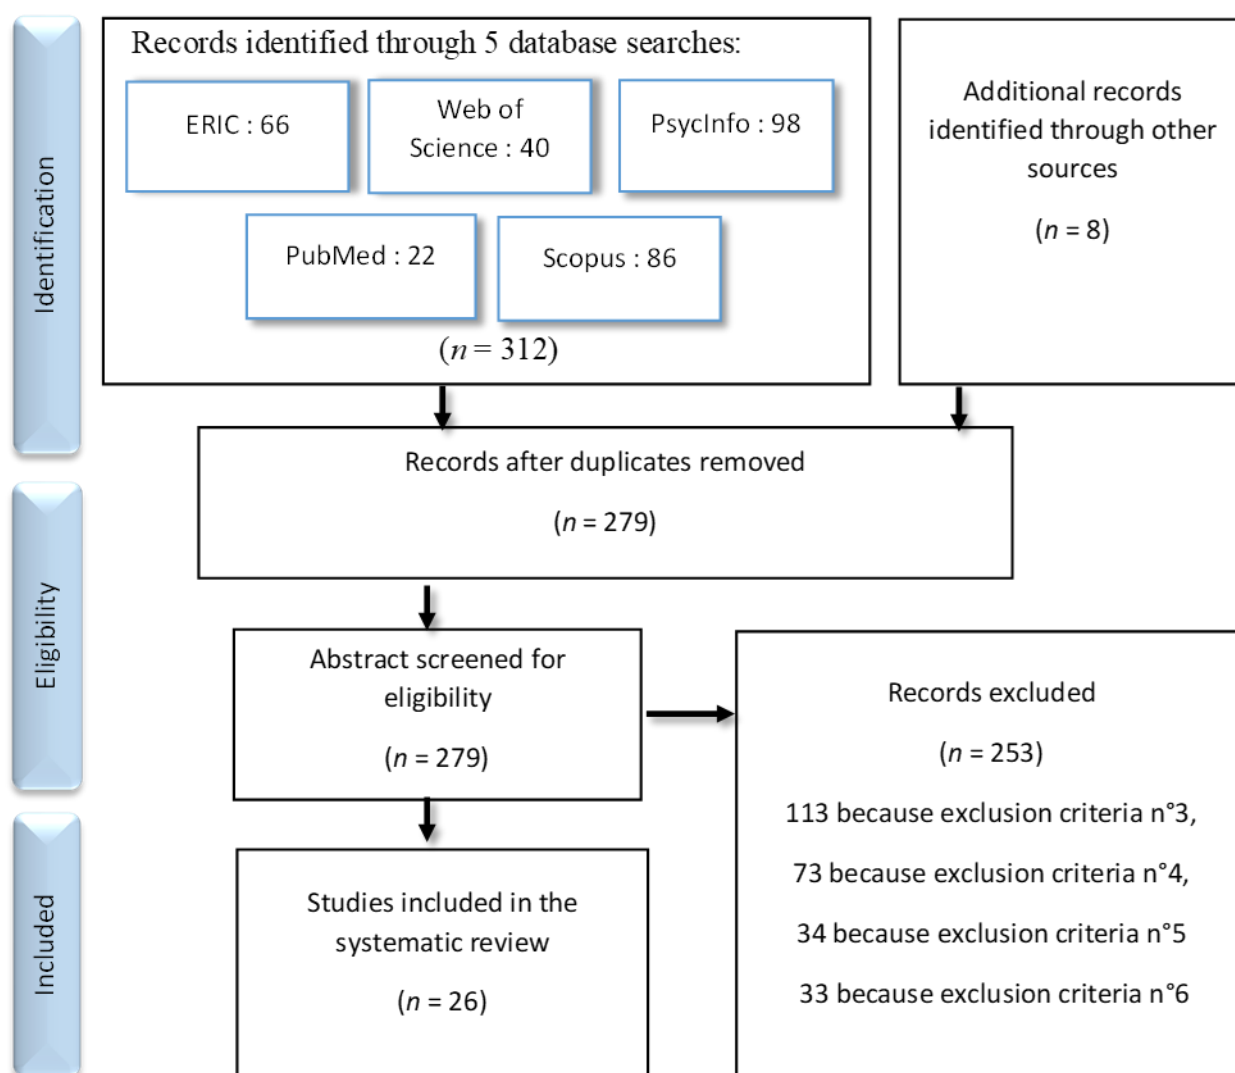 Identification
Records identified through 5 database searches:
ERIC : 66
Web of
Science : 40
PsycInfo : 98
PubMed : 22
Scopus : 86
(n = 312)
Additional records
identified through other
sources
(n = 8)
Records after duplicates removed
(n = 279)
Eligibility
Abstract screened for
eligibility
(n = 279)
Records excluded
(n = 253)
113 because exclusion criteria n°3,
73 because exclusion criteria n°4,
34 because exclusion criteria n°5
33 because exclusion criteria n°6
Included
Studies included in the
systematic review
(n = 26)